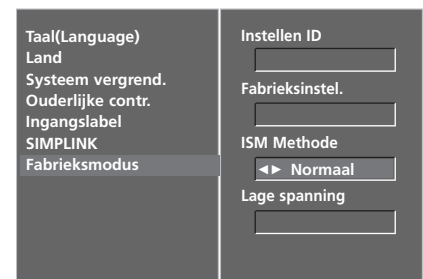 Taal(Language)
Land
Systeem vergrend.
Ouderlijke contr.
Ingangslabel
SIMPLINK
Fabrieksmodus
Instellen ID
Fabrieksinstel.
ISM Methode
◄► Normaal
Lage spanning